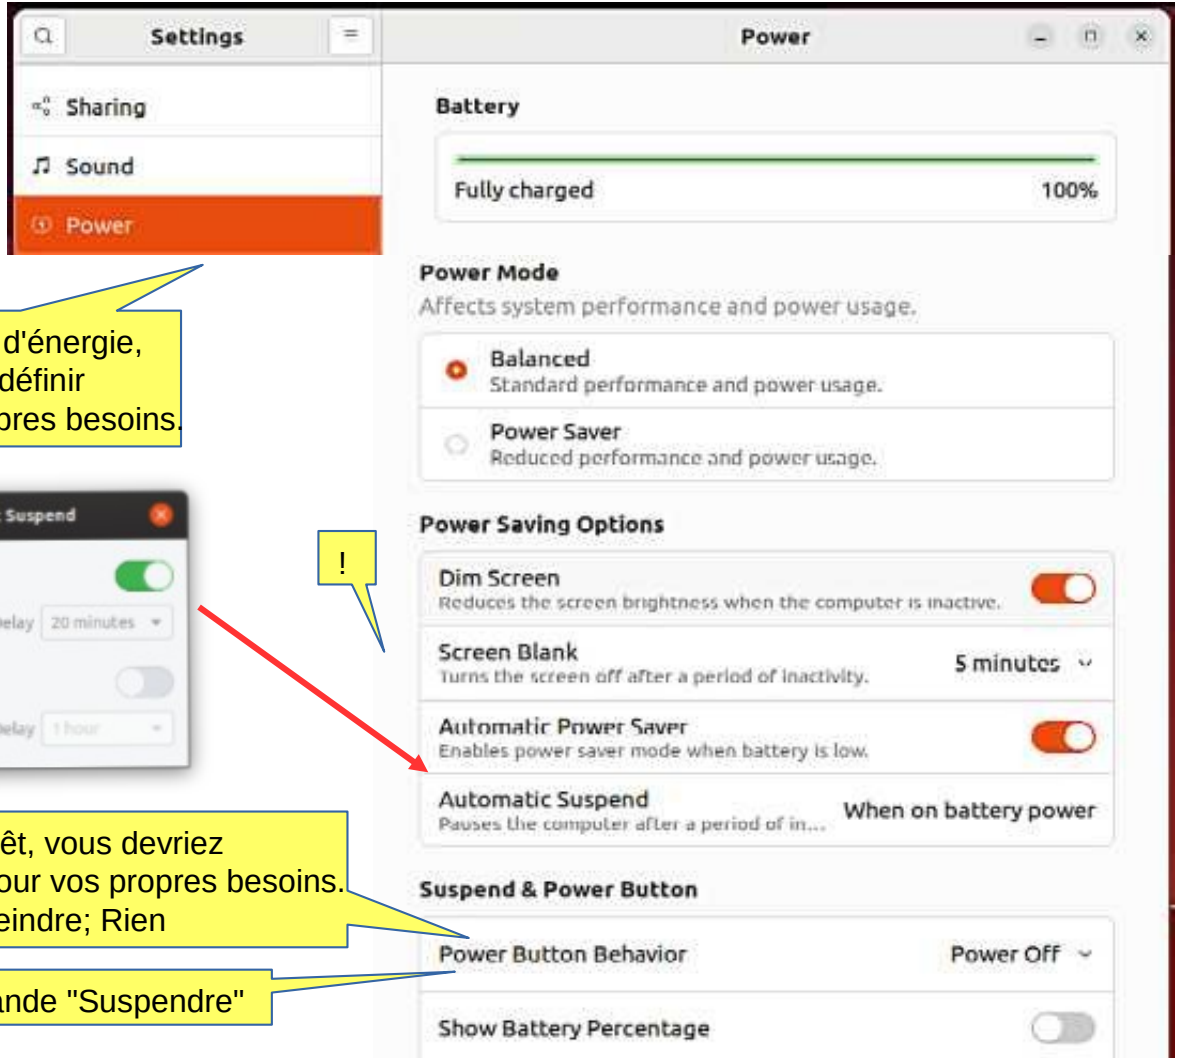 Settings
Power
Sharing
Sound
Power
Battery
Fully charged 100%
Power Mode
Affects system performance and power usage.
Balanced
Standard performance and power usage.
Power Saver
Reduced performance and power usage.
d'énergie,
définir
pres besoins.
Suspend
elay 20 minutes
elay 1 hour
!
Power Saving Options
Dim Screen
Reduces the screen brightness when the computer is inactive.
Screen Blank
Turns the screen off after a period of inactivity.
5 minutes
Automatic Power Saver
Enables power saver mode when battery is low.
Automatic Suspend
Pauses the computer after a period of in...
When on battery power
êt, vous devriez
our vos propres besoins.
eindre; Rien
ande "Suspendre"
Suspend & Power Button
Power Button Behavior Power Off
Show Battery Percentage